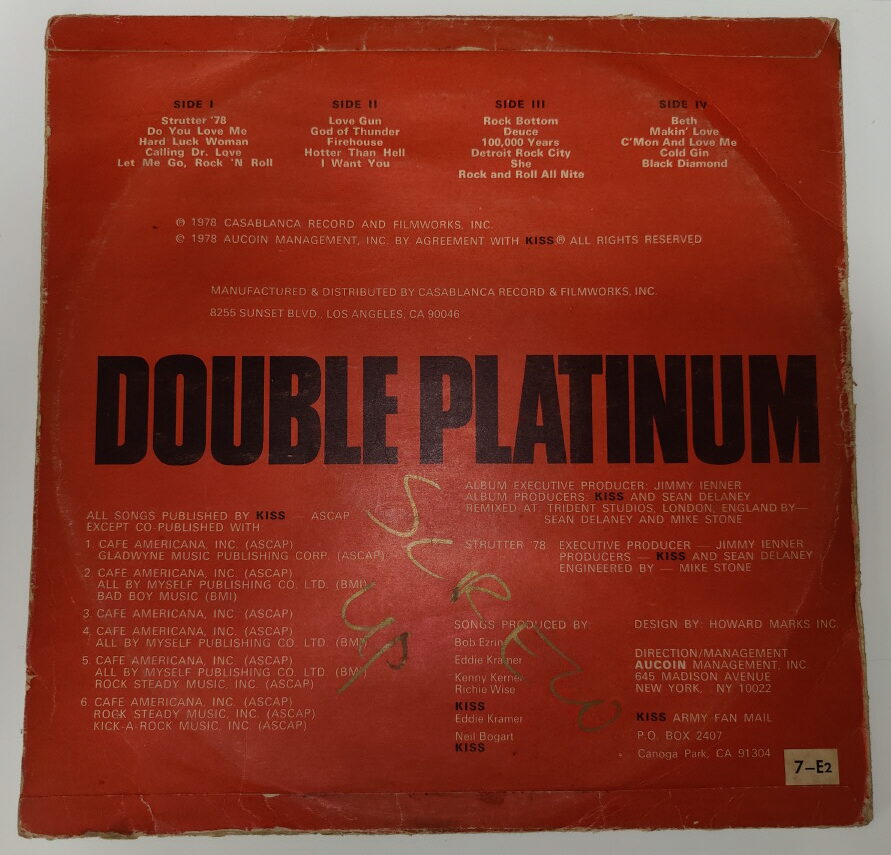 SIDE I
Strutter '78
Do You Love Me
Hard Luck Woman
Calling Dr. Love
Let Me Go, Rock 'N Roll
SIDE II
Love Gun
God of Thunder
Firehouse
Hotter Than Hell
I Want You
SIDE III
Rock Bottom
Deuce
100,000 Years
Detroit Rock City
She
Rock and Roll All Nite
SIDE IV
Beth
Makin' Love
C'Mon And Love Me
Cold Gin
Black Diamond
℗ 1978 CASABLANCA RECORD AND FILMWORKS, INC.
© 1978 AUCOIN MANAGEMENT, INC. BY AGREEMENT WITH KISS® ALL RIGHTS RESERVED
MANUFACTURED & DISTRIBUTED BY CASABLANCA RECORD & FILMWORKS, INC.
8255 SUNSET BLVD., LOS ANGELES, CA 90046
DOUBLE PLATINUM
ALL SONGS PUBLISHED BY KISS — ASCAP
EXCEPT CO-PUBLISHED WITH
1. CAFE AMERICANA, INC. (ASCAP)
GLADWYNE MUSIC PUBLISHING CORP. (ASCAP)
2. CAFE AMERICANA, INC. (ASCAP)
ALL BY MYSELF PUBLISHING CO. LTD. (BMI)
BAD BOY MUSIC (BMI)
3. CAFE AMERICANA, INC. (ASCAP)
4. CAFE AMERICANA, INC. (ASCAP)
ALL BY MYSELF PUBLISHING CO. LTD. (BMI)
5. CAFE AMERICANA, INC. (ASCAP)
ALL BY MYSELF PUBLISHING CO. LTD. (BMI)
ROCK STEADY MUSIC, INC. (ASCAP)
6. CAFE AMERICANA, INC. (ASCAP)
ROCK STEADY MUSIC, INC. (ASCAP)
KICK-A-ROCK MUSIC, INC. (ASCAP)
ALBUM EXECUTIVE PRODUCER: JIMMY IENNER
ALBUM PRODUCERS: KISS AND SEAN DELANEY
REMIXED AT: TRIDENT STUDIOS, LONDON, ENGLAND BY—
SEAN DELANEY AND MIKE STONE
STRUTTER '78 EXECUTIVE PRODUCER — JIMMY IENNER
PRODUCERS — KISS AND SEAN DELANEY
ENGINEERED BY — MIKE STONE
SONGS PRODUCED BY:
Bob Ezrin
Eddie Kramer
Kenny Kerner
Richie Wise
KISS
Eddie Kramer
Neil Bogart
KISS
DESIGN BY: HOWARD MARKS INC.
DIRECTION/MANAGEMENT
AUCOIN MANAGEMENT, INC.
645 MADISON AVENUE
NEW YORK, NY 10022
KISS ARMY FAN MAIL
P.O. BOX 2407
Canoga Park, CA 91304
7–E2